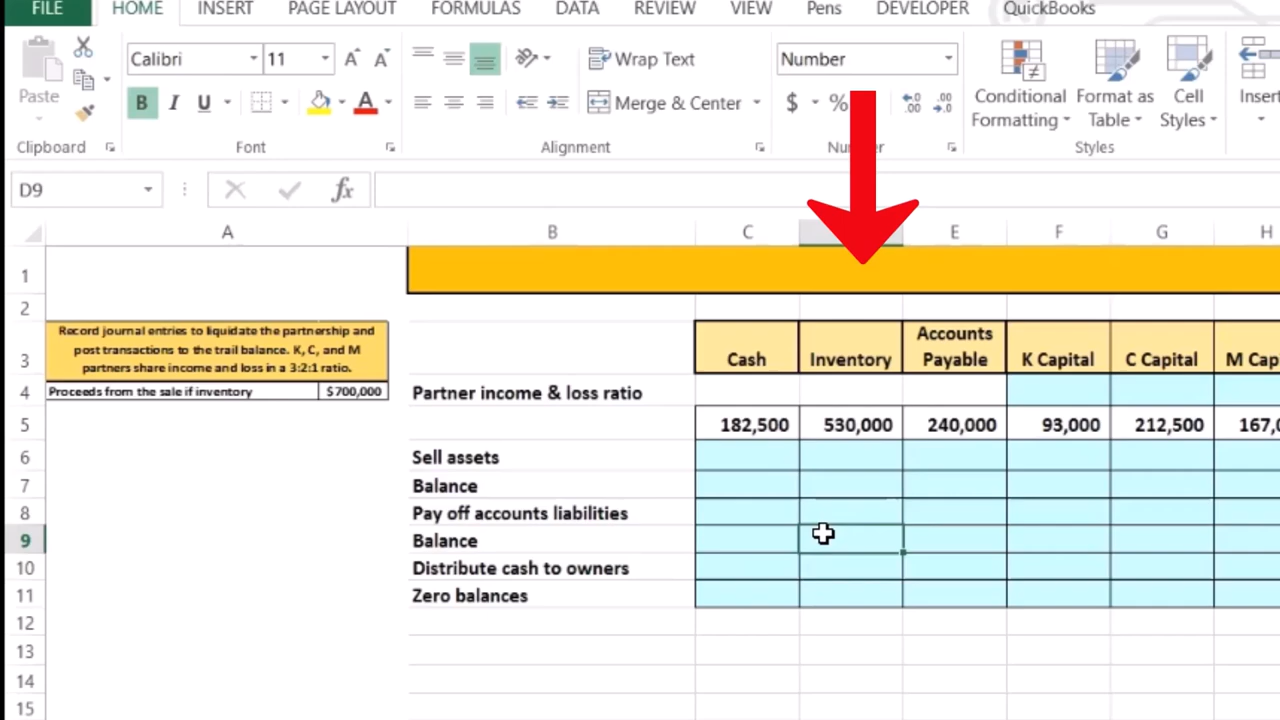 FILE HOME INSERT PAGE LAYOUT FORMULAS DATA REVIEW VIEW Pens DEVELOPER QuickBooks
Calibri 11 A A Wrap Text Number
Paste B I U A Merge & Center $ % Conditional Formatting Format as Table Cell Styles Insert
Clipboard Font Alignment Styles
D9 fx
A B C E F G H
1
2
3 Record journal entries to liquidate the partnership and
post transactions to the trail balance. K, C, and M
partners share income and loss in a 3:2:1 ratio.
Cash Inventory Accounts Payable K Capital C Capital M Cap
4 Proceeds from the sale if inventory $700,000 Partner income & loss ratio
5 182,500 530,000 240,000 93,000 212,500 167,0
6 Sell assets
7 Balance
8 Pay off accounts liabilities
9 Balance
10 Distribute cash to owners
11 Zero balances
12
13
14
15